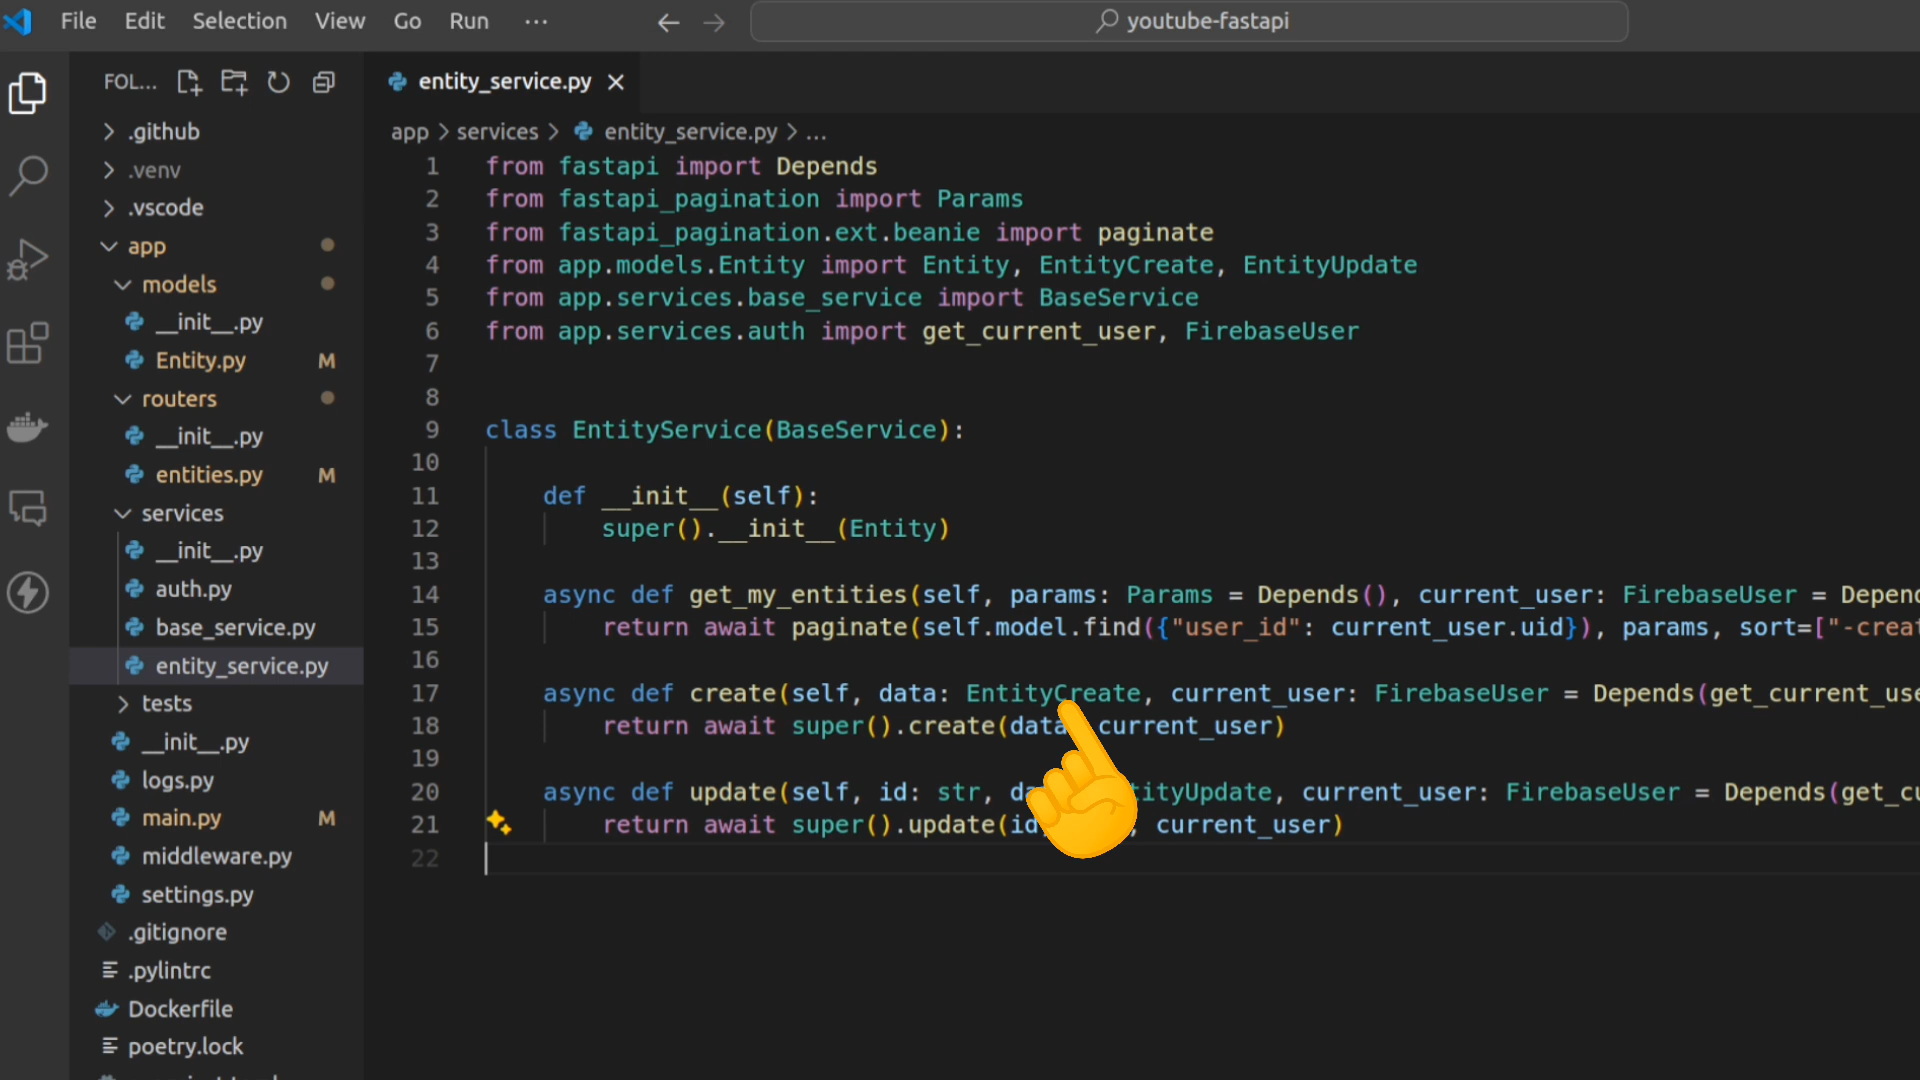 File Edit Selection View Go Run ...
youtube-fastapi
FOL...
.github
.venv
.vscode
app
models
__init__.py
Entity.py M
routers
__init__.py
entities.py M
services
__init__.py
auth.py
base_service.py
entity_service.py
tests
__init__.py
logs.py
main.py M
middleware.py
settings.py
.gitignore
.pylintrc
Dockerfile
poetry.lock
entity_service.py
app > services > entity_service.py > ...
1 from fastapi import Depends
2 from fastapi_pagination import Params
3 from fastapi_pagination.ext.beanie import paginate
4 from app.models.Entity import Entity, EntityCreate, EntityUpdate
5 from app.services.base_service import BaseService
6 from app.services.auth import get_current_user, FirebaseUser
7
8
9 class EntityService(BaseService):
10
11 def __init__(self):
12 super().__init__(Entity)
13
14 async def get_my_entities(self, params: Params = Depends(), current_user: FirebaseUser = Depend
15 return await paginate(self.model.find({"user_id": current_user.uid}), params, sort=["-creat
16
17 async def create(self, data: EntityCreate, current_user: FirebaseUser = Depends(get_current_use
18 return await super().create(data current_user)
19
20 async def update(self, id: str, da tityUpdate, current_user: FirebaseUser = Depends(get_cu
21 return await super().update(id, , current_user)
22